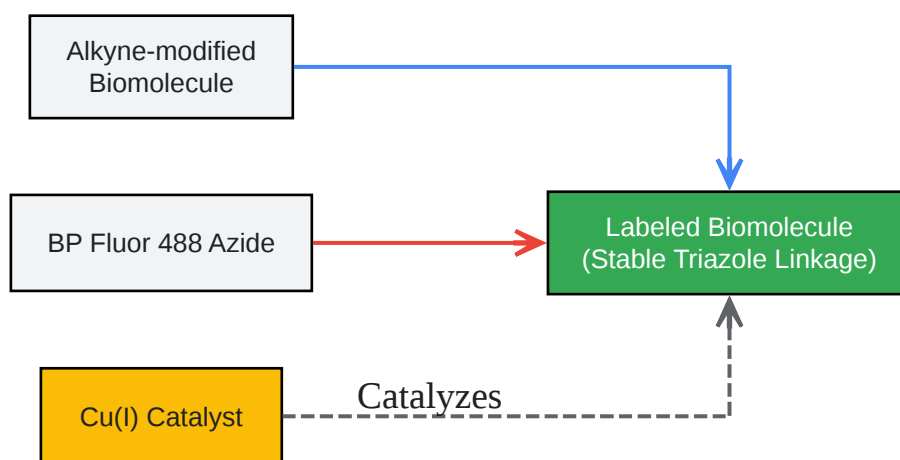 Alkyne-modified
Biomolecule
BP Fluor 488 Azide
Labeled Biomolecule
(Stable Triazole Linkage)
Cu(I) Catalyst
Catalyzes